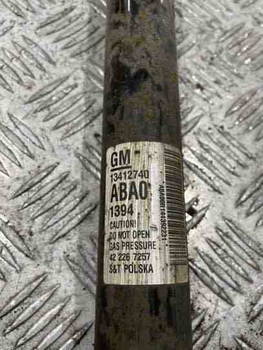 GM
13412740
ABAO
1394
CAUTION!
DO NOT OPEN
GAS PRESSURE
42 226 7257
S&T POLSKA